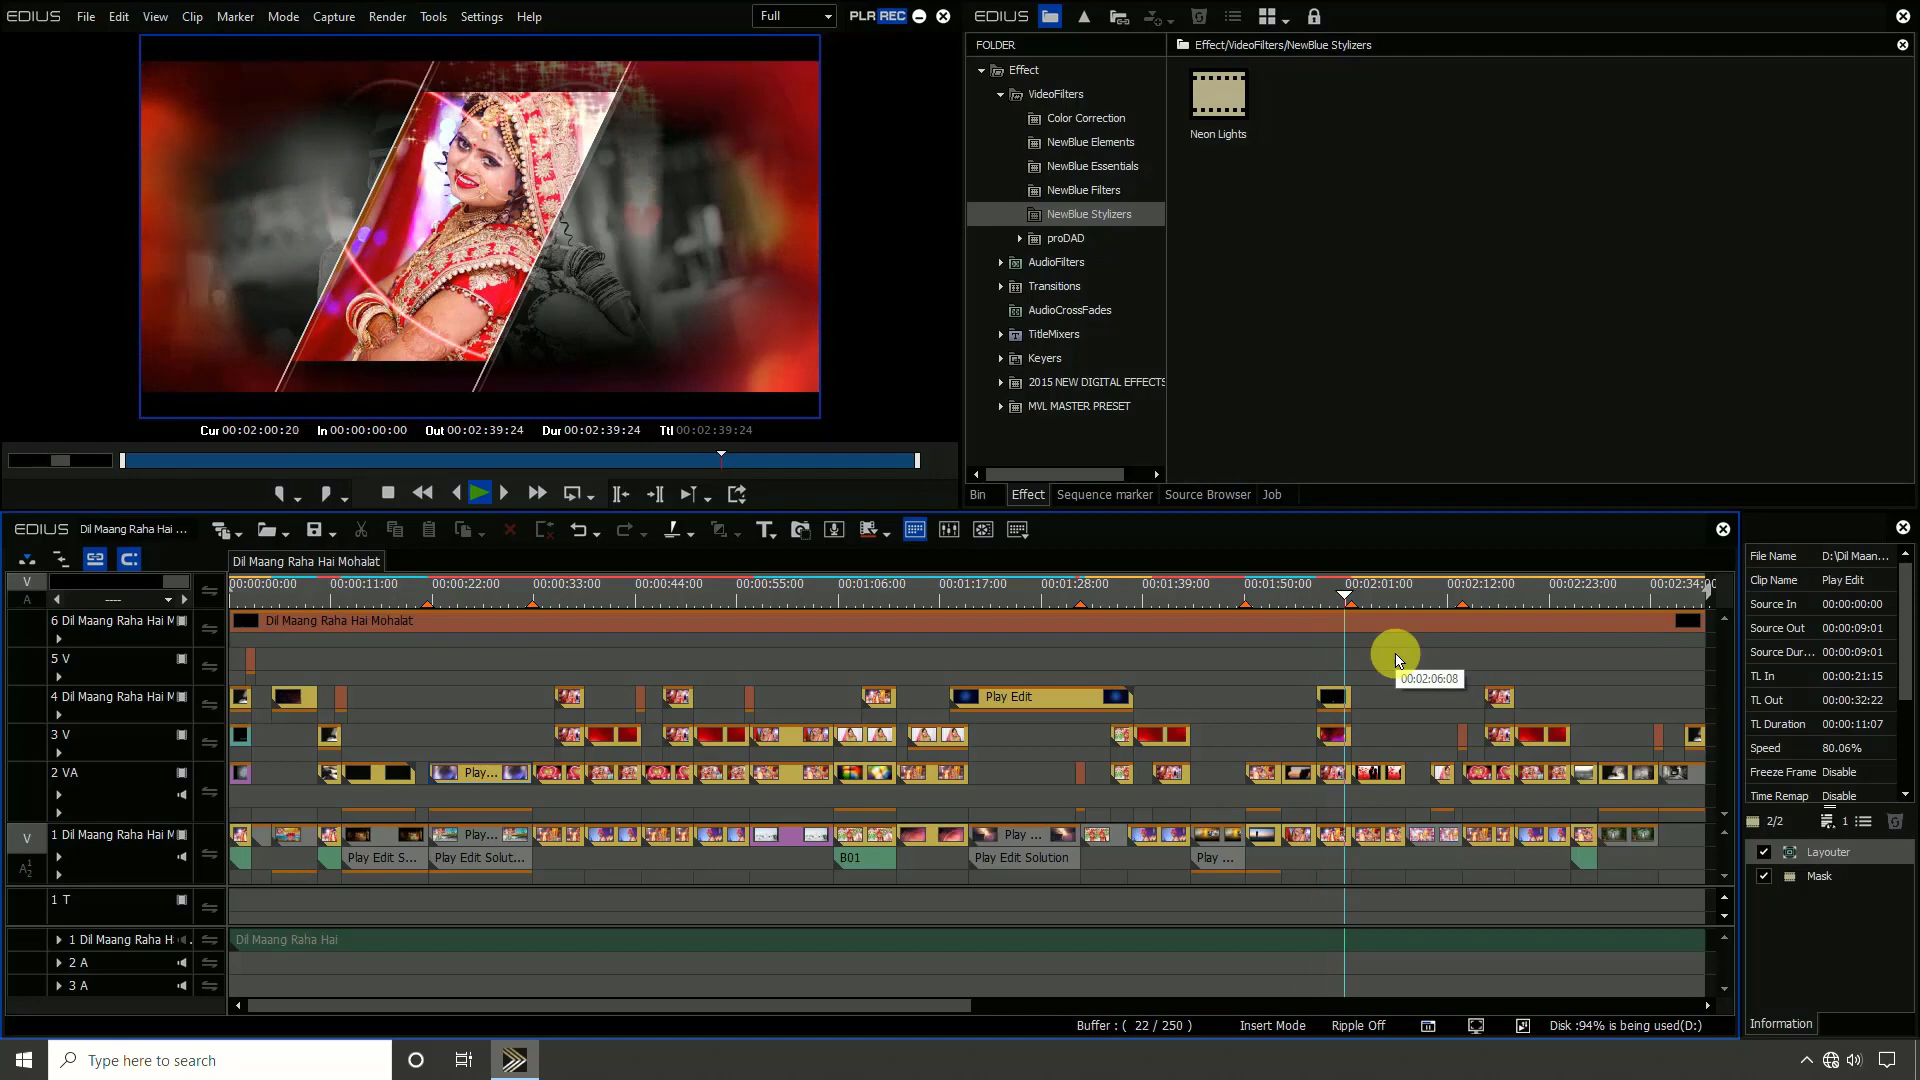 EDIUS File Edit View Clip Marker Mode Capture Render Tools Settings Help Full PLR REC
EDIUS
FOLDER
Effect/VideoFilters/NewBlue Stylizers
Effect
VideoFilters
Color Correction
NewBlue Elements
NewBlue Essentials
NewBlue Filters
NewBlue Stylizers
proDAD
AudioFilters
Transitions
AudioCrossFades
TitleMixers
Keyers
2015 NEW DIGITAL EFFECTS
MVL MASTER PRESET
Neon Lights
Cur 00:02:00:20 In 00:00:00:00 Out 00:02:39:24 Dur 00:02:39:24 Ttl 00:02:39:24
Bin Effect Sequence marker Source Browser Job
EDIUS Dil Maang Raha Hai ...
Dil Maang Raha Hai Mohalat
V
A
----
00:00:00:00 00:00:11:00 00:00:22:00 00:00:33:00 00:00:44:00 00:00:55:00 00:01:06:00 00:01:17:00 00:01:28:00 00:01:39:00 00:01:50:00 00:02:01:00 00:02:12:00 00:02:23:00 00:02:34:0
6 Dil Maang Raha Hai M
Dil Maang Raha Hai Mohalat
5 V
00:02:06:08
4 Dil Maang Raha Hai M
Play Edit
3 V
2 VA
Play...
V
1 Dil Maang Raha Hai M
Play... Play ...
A12
Play Edit S... Play Edit Solut... B01 Play Edit Solution Play ...
1 T
1 Dil Maang Raha H
Dil Maang Raha Hai
2 A
3 A
Buffer : ( 22 / 250 ) Insert Mode Ripple Off Disk :94% is being used(D:)
File Name D:\Dil Maan...
Clip Name Play Edit
Source In 00:00:00:00
Source Out 00:00:09:01
Source Dur... 00:00:09:01
TL In 00:00:21:15
TL Out 00:00:32:22
TL Duration 00:00:11:07
Speed 80.06%
Freeze Frame Disable
Time Remap Disable
2/2 1
Layouter
Mask
Information
Type here to search